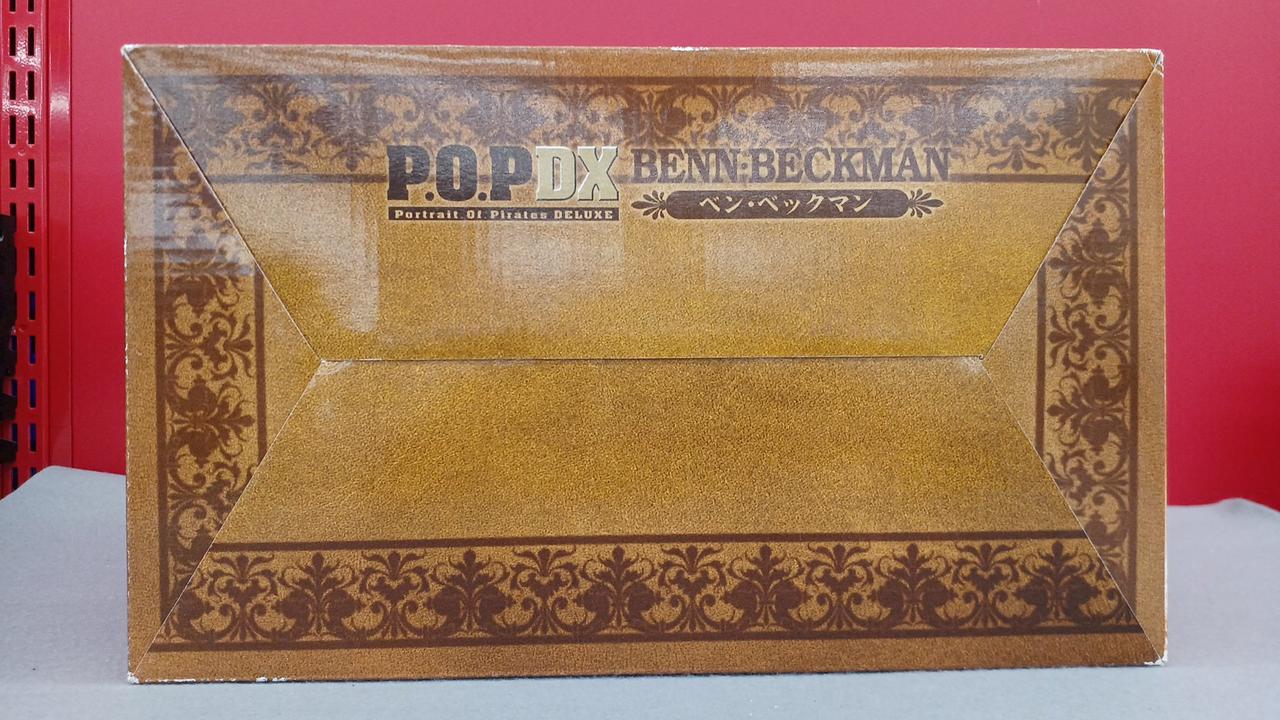 P.O.P DX
Portrait Of Pirates DELUXE
BENN:BECKMAN
ベン・ベックマン